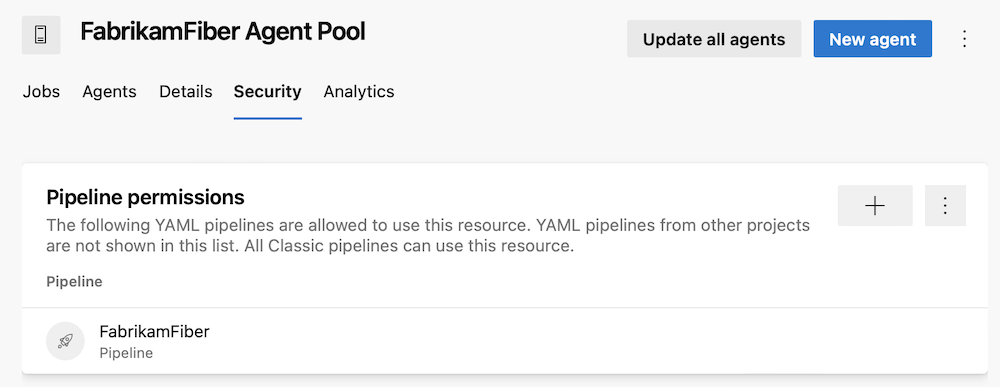 FabrikamFiber Agent Pool
Update all agents
New agent
Jobs
Agents
Details
Security
Analytics
Pipeline permissions
The following YAML pipelines are allowed to use this resource. YAML pipelines from other projects
are not shown in this list. All Classic pipelines can use this resource.
Pipeline
FabrikamFiber
Pipeline